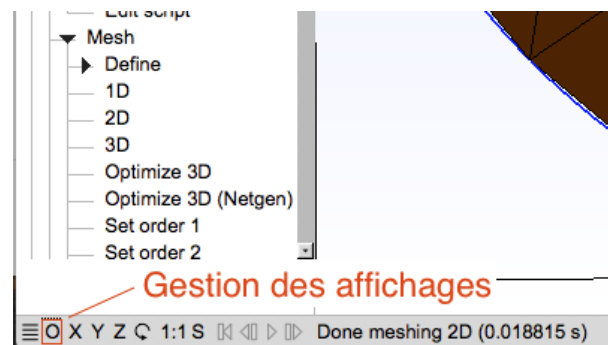 Edit script
Mesh
Define
1D
2D
3D
Optimize 3D
Optimize 3D (Netgen)
Set order 1
Set order 2
Gestion des affichages
O X Y Z 1:1 S Done meshing 2D (0.018815 s)